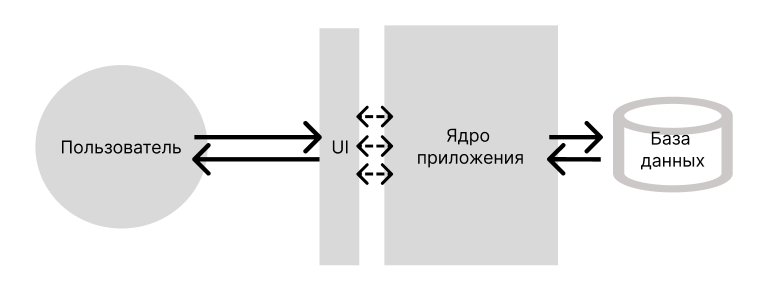 Пользователь
UI
Ядро
приложения
База
данных